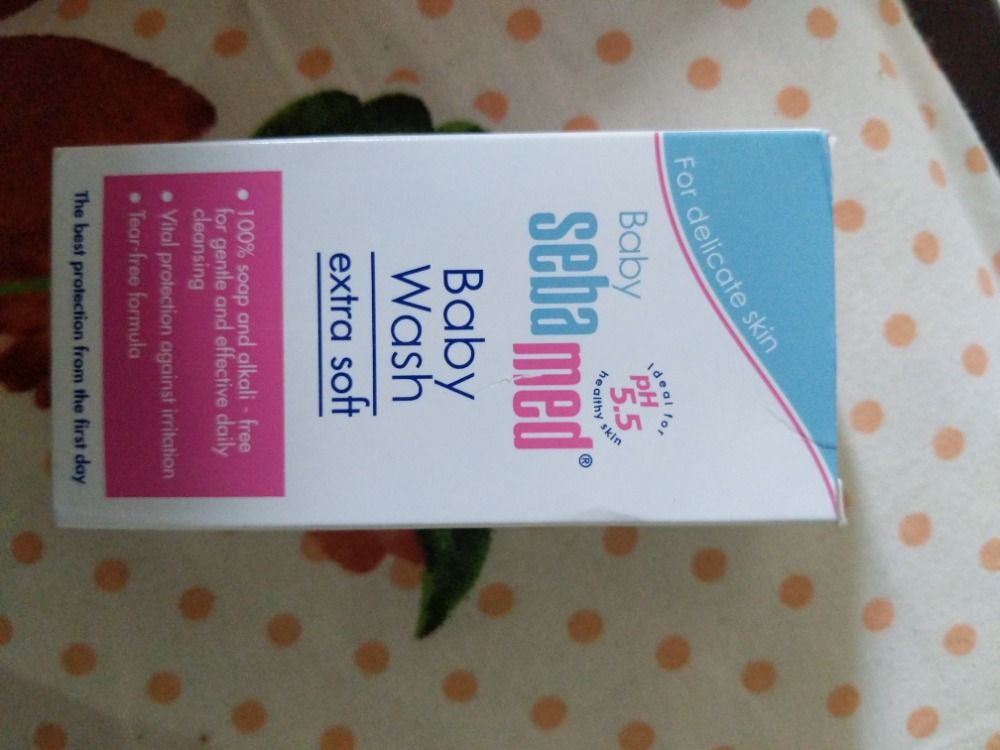 For delicate skin
Baby
sebamed®
Ideal for
pH
5.5
healthy skin
Baby
Wash
extra soft
• 100% soap and alkali - free
for gentle and effective daily
cleansing
• Vital protection against irritation
• Tear-free formula
The best protection from the first day